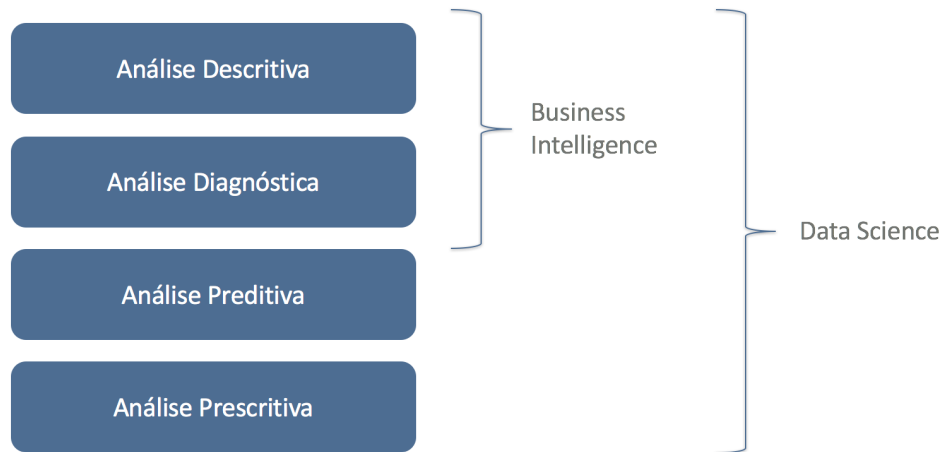 Análise Descritiva
Business
Intelligence
Análise Diagnóstica
Data Science
Análise Preditiva
Análise Prescritiva